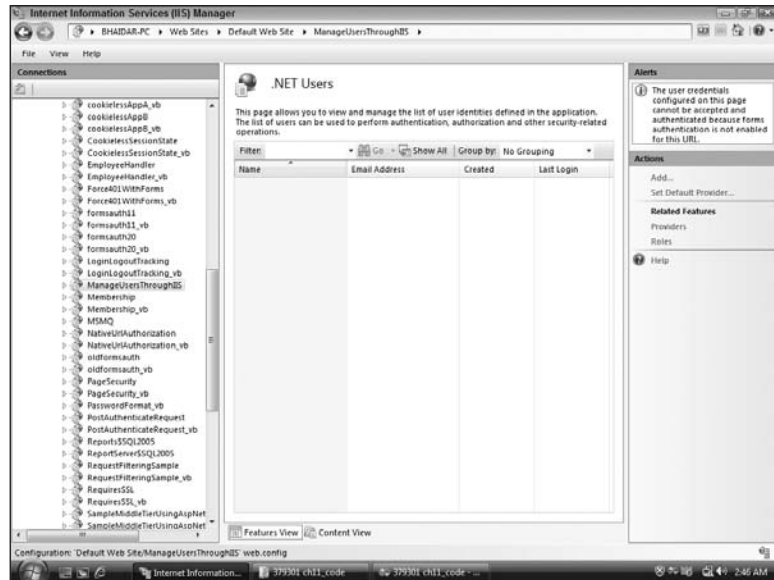 Internet Information Services (IIS) Manager
BHAIDAR-PC ▸ Web Sites ▸ Default Web Site ▸ ManageUsersThroughIIS ▸
File View Help
Connections
cookielessAppA_vb
cookielessAppB
cookielessAppB_vb
CookielessSessionState
CookielessSessionState_vb
EmployeeHandler
EmployeeHandler_vb
Force401WithForms
Force401WithForms_vb
formsauth11
formsauth11_vb
formsauth20
formsauth20_vb
LoginLogoutTracking
LoginLogoutTracking_vb
ManageUsersThroughIIS
Membership
Membership_vb
MSMQ
NativeUrlAuthorization
NativeUrlAuthorization_vb
oldformsauth
oldformsauth_vb
PageSecurity
PageSecurity_vb
PasswordFormat_vb
PostAuthenticateRequest
PostAuthenticateRequest_vb
Reports$SQL2005
ReportServer$SQL2005
RequestFilteringSample
RequestFilteringSample_vb
RequiresSSL
RequiresSSL_vb
SampleMiddleTierUsingAspNet
SampleMiddleTierUsingAspNet
.NET Users
This page allows you to view and manage the list of user identities defined in the application.
The list of users can be used to perform authentication, authorization and other security-related
operations.
Filter: Go Show All Group by: No Grouping
Name Email Address Created Last Login
Features View Content View
Alerts
The user credentials
configured on this page
cannot be accepted and
authenticated because forms
authentication is not enabled
for this URL.
Actions
Add...
Set Default Provider...
Related Features
Providers
Roles
Help
Configuration: 'Default Web Site/ManageUsersThroughIIS' web.config
Internet Information... 379301 ch11_code 379301 ch11_code - ... 2:46 AM